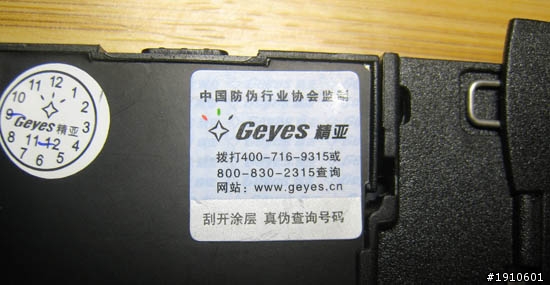 11 12 1
10 2
9 3
8 4
7 6 5
11 12
Geyes 精亚
中国防伪行业协会监制
Geyes 精亚
拨打400-716-9315或
800-830-2315查询
网站：www.geyes.cn
刮开涂层 真伪查询号码
#1910601